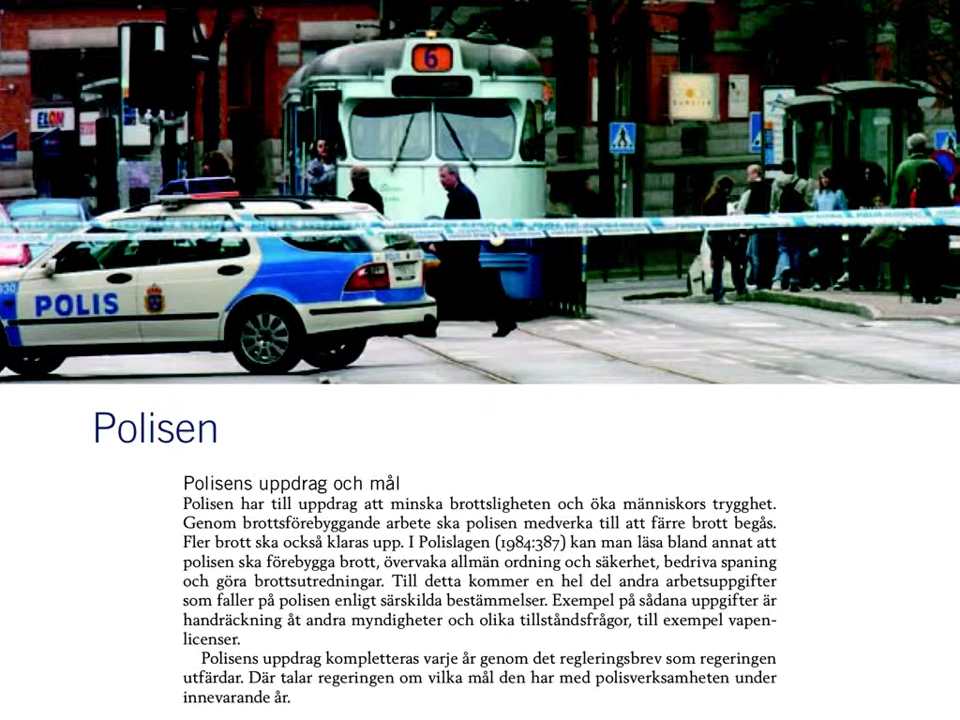 6
ELON
930
POLIS
Polisen
Polisens uppdrag och mål
Polisen har till uppdrag att minska brottsligheten och öka människors trygghet.
Genom brottsförebyggande arbete ska polisen medverka till att färre brott begås.
Fler brott ska också klaras upp. I Polislagen (1984:387) kan man läsa bland annat att
polisen ska förebygga brott, övervaka allmän ordning och säkerhet, bedriva spaning
och göra brottsutredningar. Till detta kommer en hel del andra arbetsuppgifter
som faller på polisen enligt särskilda bestämmelser. Exempel på sådana uppgifter är
handräckning åt andra myndigheter och olika tillståndsfrågor, till exempel vapen-
licenser.
Polisens uppdrag kompletteras varje år genom det regleringsbrev som regeringen
utfärdar. Där talar regeringen om vilka mål den har med polisverksamheten under
innevarande år.